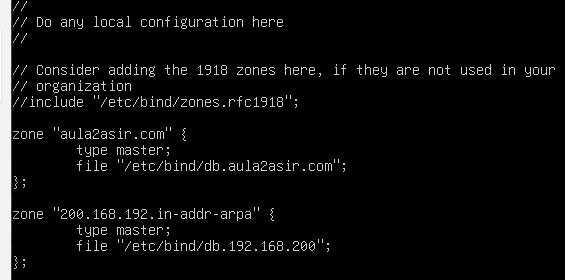 //
// Do any local configuration here
//
// Consider adding the 1918 zones here, if they are not used in your
// organization
//include "/etc/bind/zones.rfc1918";
zone "aula2asir.com" {
type master;
file "/etc/bind/db.aula2asir.com";
};
zone "200.168.192.in-addr-arpa" {
type master;
file "/etc/bind/db.192.168.200";
};